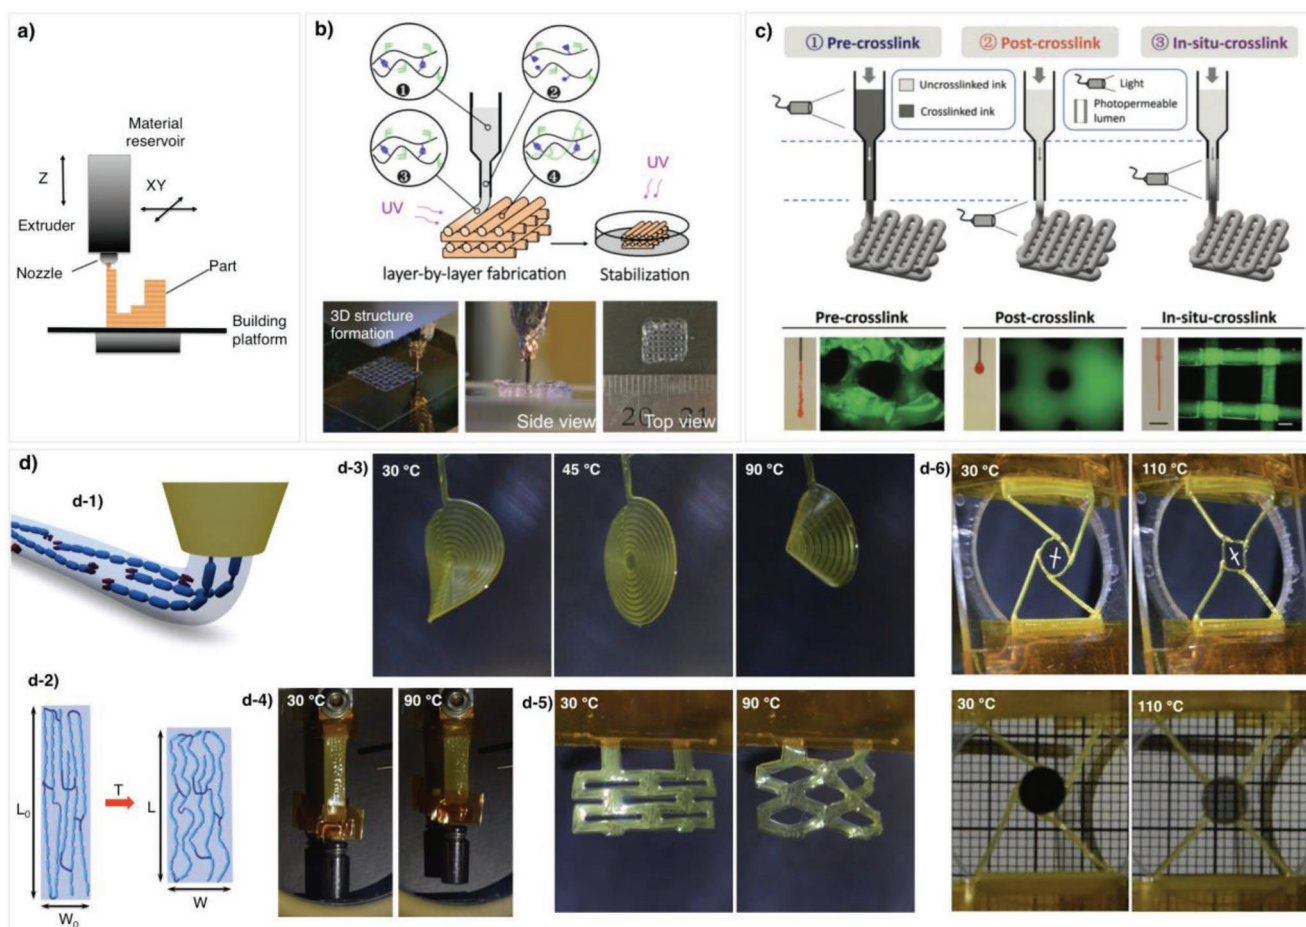 a)
Material
reservoir
Z
XY
Extruder
Nozzle
Part
Building
platform
b)
❶
❷
❸
❹
UV
UV
layer-by-layer fabrication
Stabilization
3D structure
formation
Side view
20 21
Top view
c)
① Pre-crosslink
② Post-crosslink
③ In-situ-crosslink
Uncrosslinked ink
Crosslinked ink
Light
Photopermeable
lumen
Pre-crosslink
Post-crosslink
In-situ-crosslink
d)
d-1)
d-2)
L₀
W₀
T
L
W
d-3)
30 °C
45 °C
90 °C
d-4)
30 °C
90 °C
d-5)
30 °C
90 °C
d-6)
30 °C
110 °C
30 °C
110 °C